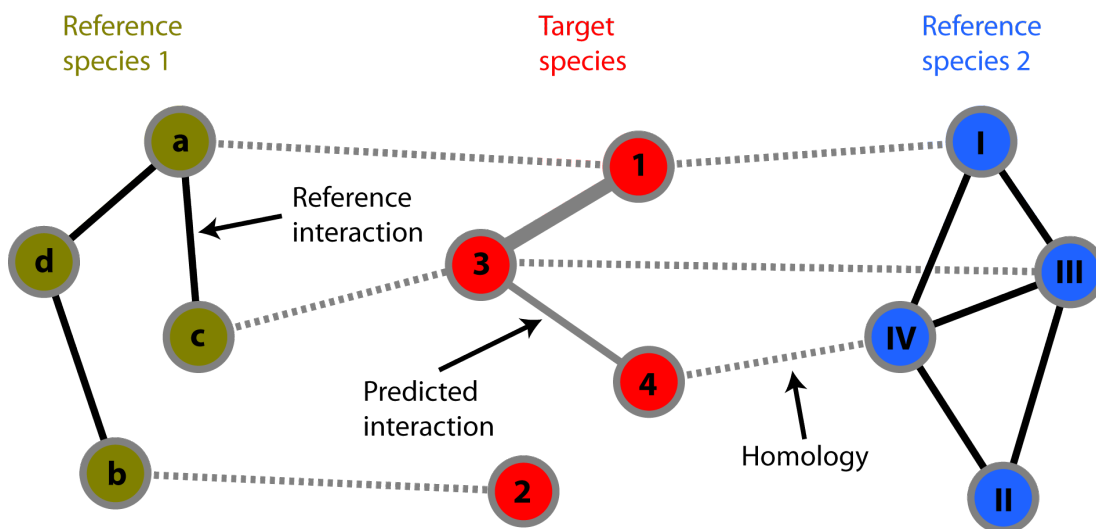 Reference
species 1
Target
species
Reference
species 2
a
1
I
Reference
interaction
d
3
III
c
IV
4
Predicted
interaction
Homology
b
2
II